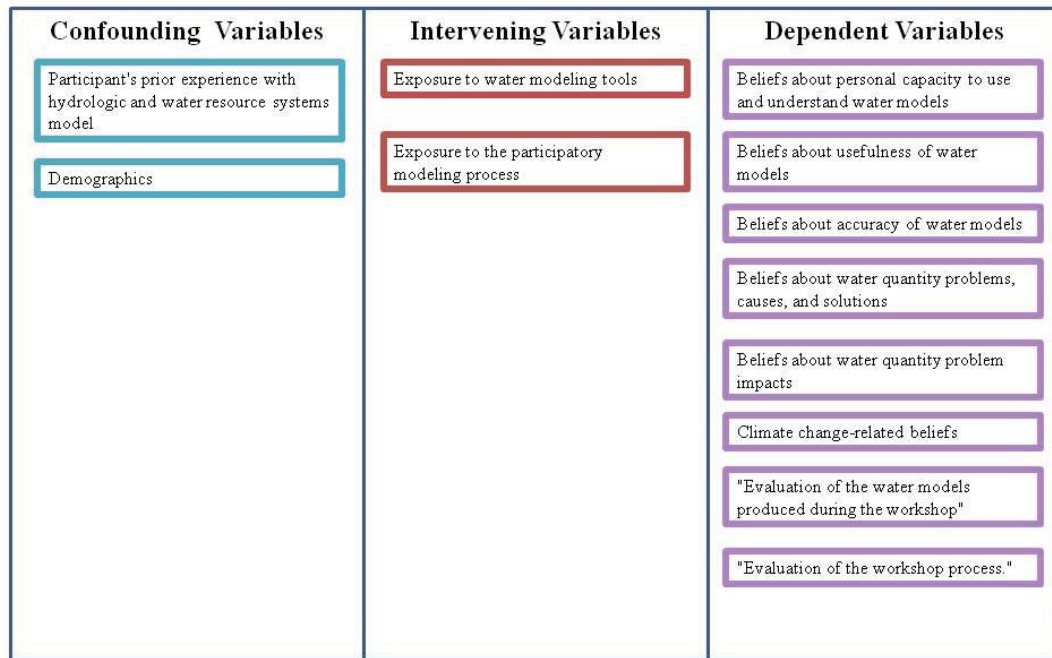 Confounding Variables
Participant's prior experience with
hydrologic and water resource systems
model
Demographics
Intervening Variables
Exposure to water modeling tools
Exposure to the participatory
modeling process
Dependent Variables
Beliefs about personal capacity to use
and understand water models
Beliefs about usefulness of water
models
Beliefs about accuracy of water models
Beliefs about water quantity problems,
causes, and solutions
Beliefs about water quantity problem
impacts
Climate change-related beliefs
"Evaluation of the water models
produced during the workshop"
"Evaluation of the workshop process."